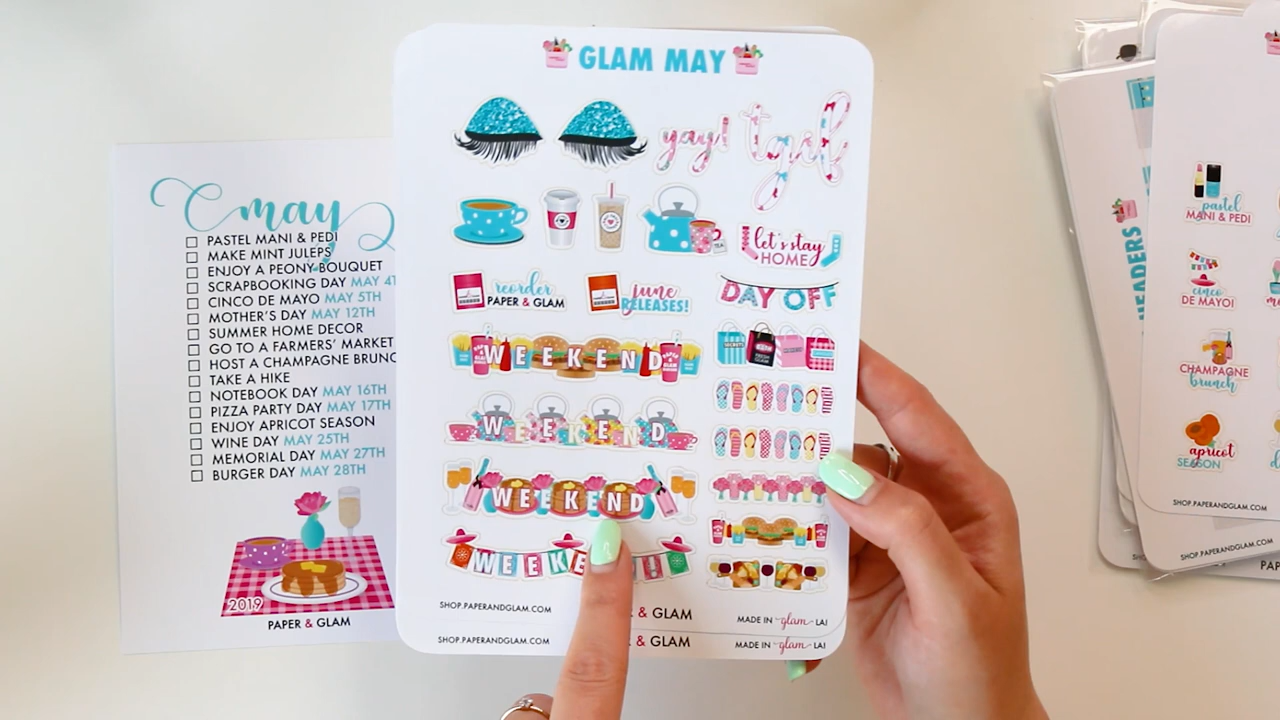 may
PASTEL MANI & PEDI
MAKE MINT JULEPS
ENJOY A PEONY BOUQUET
SCRAPBOOKING DAY MAY 4T
CINCO DE MAYO MAY 5TH
MOTHER'S DAY MAY 12TH
SUMMER HOME DECOR
GO TO A FARMERS' MARKET
HOST A CHAMPAGNE BRUNC
TAKE A HIKE
NOTEBOOK DAY MAY 16TH
PIZZA PARTY DAY MAY 17TH
ENJOY APRICOT SEASON
WINE DAY MAY 25TH
MEMORIAL DAY MAY 27TH
BURGER DAY MAY 28TH
2019
PAPER & GLAM
GLAM MAY
yay! tgif
TEA
let's stay
HOME
reorder
PAPER & GLAM
june
RELEASES!
DAY OFF
WEEKEND
WEEKEND
WEEKEND
WEEKE
SHOP.PAPERANDGLAM.COM
& GLAM
MADE IN glam LA!
SHOP.PAPERANDGLAM.COM
& GLAM
MADE IN glam LA!
HEADERS
pastel
MANI & PEDI
cinco
DE MAYO!
CHAMPAGNE
brunch
apricot
SEASON
SHOP.PAPERANDGLAM.COM
SHOP.PAPERANDGLAM.COM